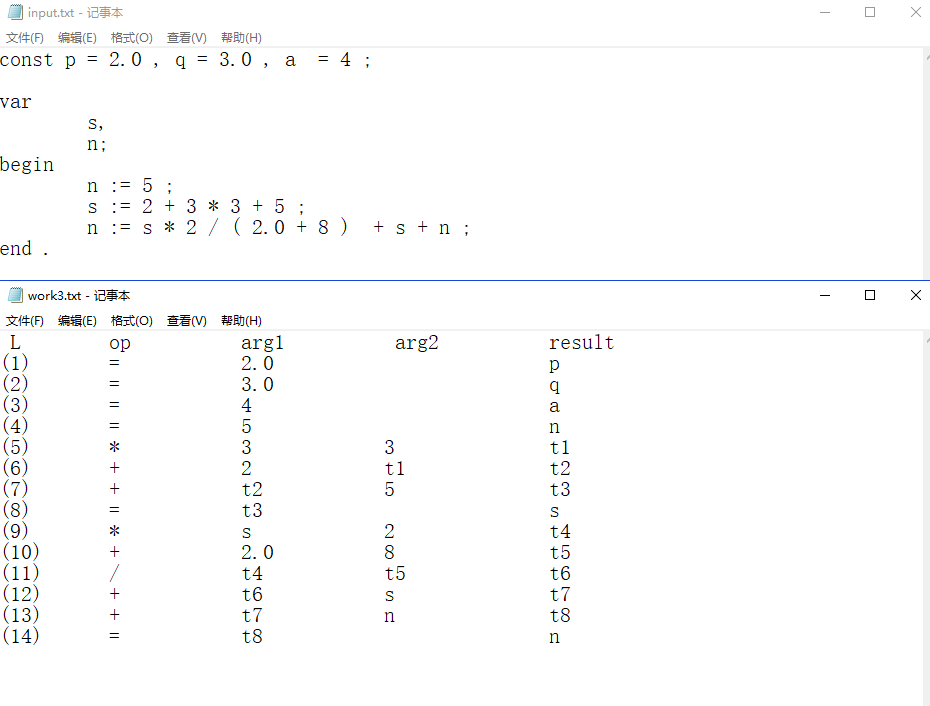 input.txt - 记事本
文件(F) 编辑(E) 格式(O) 查看(V) 帮助(H)
const p = 2.0 , q = 3.0 , a  = 4 ;
var
s,
n;
begin
n := 5 ;
s := 2 + 3 * 3 + 5 ;
n := s * 2 / ( 2.0 + 8 )  + s + n ;
end .
work3.txt - 记事本
文件(F) 编辑(E) 格式(O) 查看(V) 帮助(H)
L op arg1 arg2 result
(1) = 2.0 p
(2) = 3.0 q
(3) = 4 a
(4) = 5 n
(5) * 3 3 t1
(6) + 2 t1 t2
(7) + t2 5 t3
(8) = t3 s
(9) * s 2 t4
(10) + 2.0 8 t5
(11) / t4 t5 t6
(12) + t6 s t7
(13) + t7 n t8
(14) = t8 n